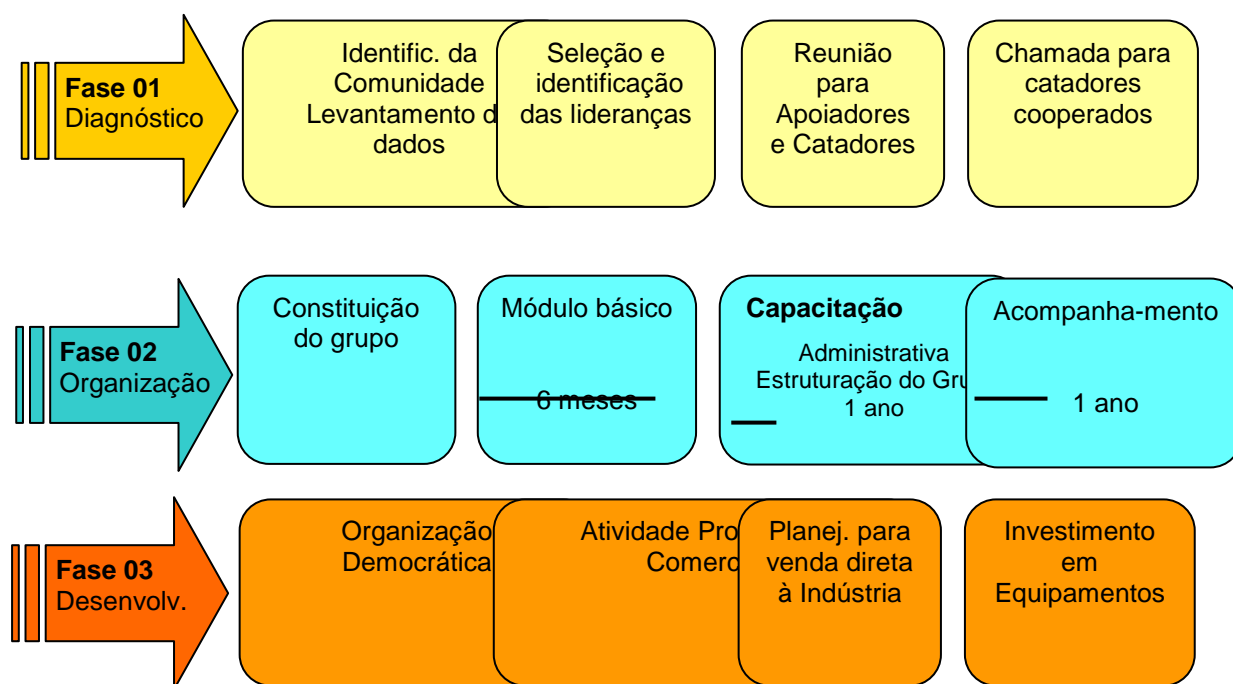 Fase 01
Diagnóstico
Identific. da
Comunidade
Levantamento d
dados
Seleção e
identificação
das lideranças
Reunião
para
Apoiadores
e Catadores
Chamada para
catadores
cooperados
Fase 02
Organização
Constituição
do grupo
Módulo básico
6 meses
Capacitação
Administrativa
Estruturação do Gru
1 ano
Acompanha-mento
1 ano
Fase 03
Desenvolv.
Organização
Democrática
Atividade Pro
Comerc
Planej. para
venda direta
à Indústria
Investimento
em
Equipamentos